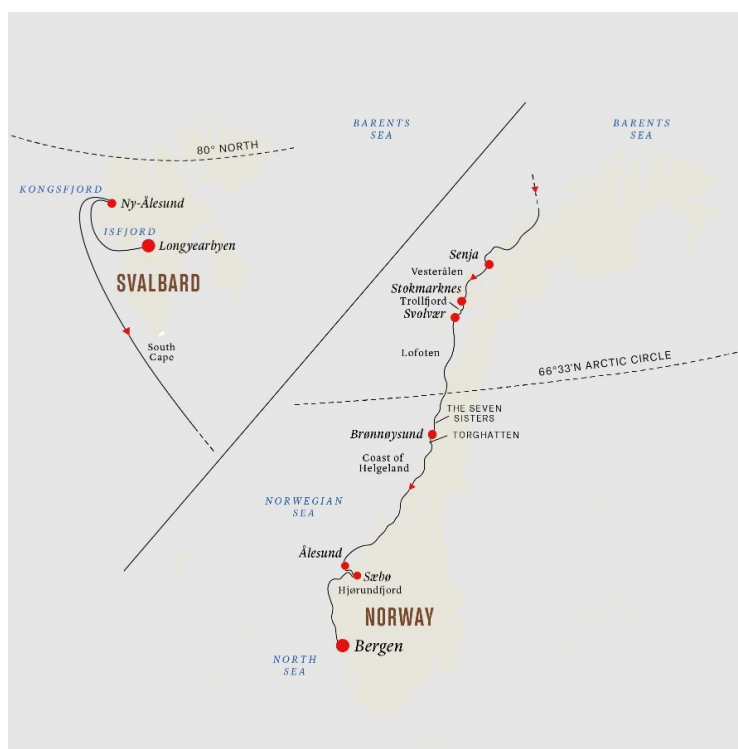 BARENTS
SEA
BARENTS
SEA
80° NORTH
KONGSFJORD
Ny-Ålesund
ISFJORD
Longyearbyen
SVALBARD
South
Cape
Senja
Vesterålen
Stokmarknes
Trollfjord
Svolvær
Lofoten
66°33'N ARCTIC CIRCLE
THE SEVEN
SISTERS
Brønnøysund
TORGHATTEN
Coast of
Helgeland
NORWEGIAN
SEA
Ålesund
Sæbø
Hjørundfjord
NORWAY
Bergen
NORTH
SEA